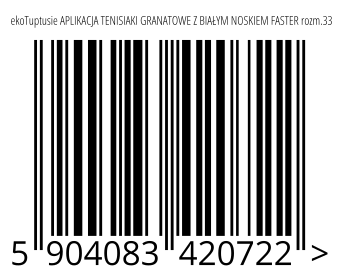 ekoTuptusie APLIKACJA TENISIAKI GRANATOWE Z BIAŁYM NOSKIEM FASTER rozm.33
5 904083 420722 >